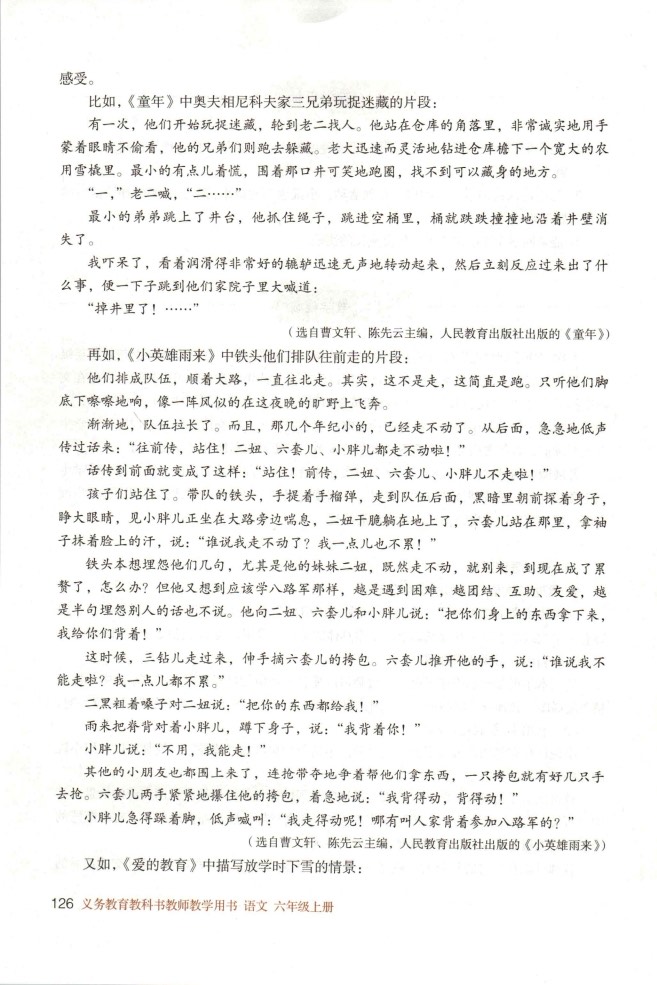 感受。
比如，《童年》中奥夫相尼科夫家三兄弟玩捉迷藏的片段：
有一次，他们开始玩捉迷藏，轮到老二找人。他站在仓库的角落里，非常诚实地用手
蒙着眼睛不偷看，他的兄弟们则跑去躲藏。老大迅速而灵活地钻进仓库檐下一个宽大的农
用雪橇里。最小的有点儿着慌，围着那口井可笑地跑圈，找不到可以藏身的地方。
“一，”老二喊，“二……”
最小的弟弟跳上了井台，他抓住绳子，跳进空桶里，桶就跌跌撞撞地沿着井壁消
失了。
我吓呆了，看着润滑得非常好的辘轳迅速无声地转动起来，然后立刻反应过来出了什
么事，便一下子跳到他们家院子里大喊道：
“掉井里了！……”
（选自曹文轩、陈先云主编，人民教育出版社出版的《童年》）
再如，《小英雄雨来》中铁头他们排队往前走的片段：
他们排成队伍，顺着大路，一直往北走。其实，这不是走，这简直是跑。只听他们脚
底下嚓嚓地响，像一阵风似的在这夜晚的旷野上飞奔。
渐渐地，队伍拉长了。而且，那几个年纪小的，已经走不动了。从后面，急急地低声
传过话来：“往前传，站住！二妞、六套儿、小胖儿都走不动啦！”
话传到前面就变成了这样：“站住！前传，二妞、六套儿、小胖儿不走啦！”
孩子们站住了。带队的铁头，手提着手榴弹，走到队伍后面，黑暗里朝前探着身子，
睁大眼睛，见小胖儿正坐在大路旁边喘息，二妞干脆躺在地上了，六套儿站在那里，拿袖
子抹着脸上的汗，说：“谁说我走不动了？我一点儿也不累！”
铁头本想埋怨他们几句，尤其是他的妹妹二妞，既然走不动，就别来，到现在成了累
赘了，怎么办？但他又想到应该学八路军那样，越是遇到困难，越团结、互助、友爱，越
是半句埋怨别人的话也不说。他向二妞、六套儿和小胖儿说：“把你们身上的东西拿下来，
我给你们背着！”
这时候，三钻儿走过来，伸手摘六套儿的挎包。六套儿推开他的手，说：“谁说我不
能走啦？我一点儿都不累。”
二黑粗着嗓子对二妞说：“把你的东西都给我！”
雨来把脊背对着小胖儿，蹲下身子，说：“我背着你！”
小胖儿说：“不用，我能走！”
其他的小朋友也都围上来了，连抢带夺地争着帮他们拿东西，一只挎包就有好几只手
去抢。六套儿两手紧紧地攥住他的挎包，着急地说：“我背得动，背得动！”
小胖儿急得跺着脚，低声喊叫：“我走得动呢！哪有叫人家背着参加八路军的？”
（选自曹文轩、陈先云主编，人民教育出版社出版的《小英雄雨来》）
又如，《爱的教育》中描写放学时下雪的情景：
126 义务教育教科书教师教学用书 语文 六年级上册